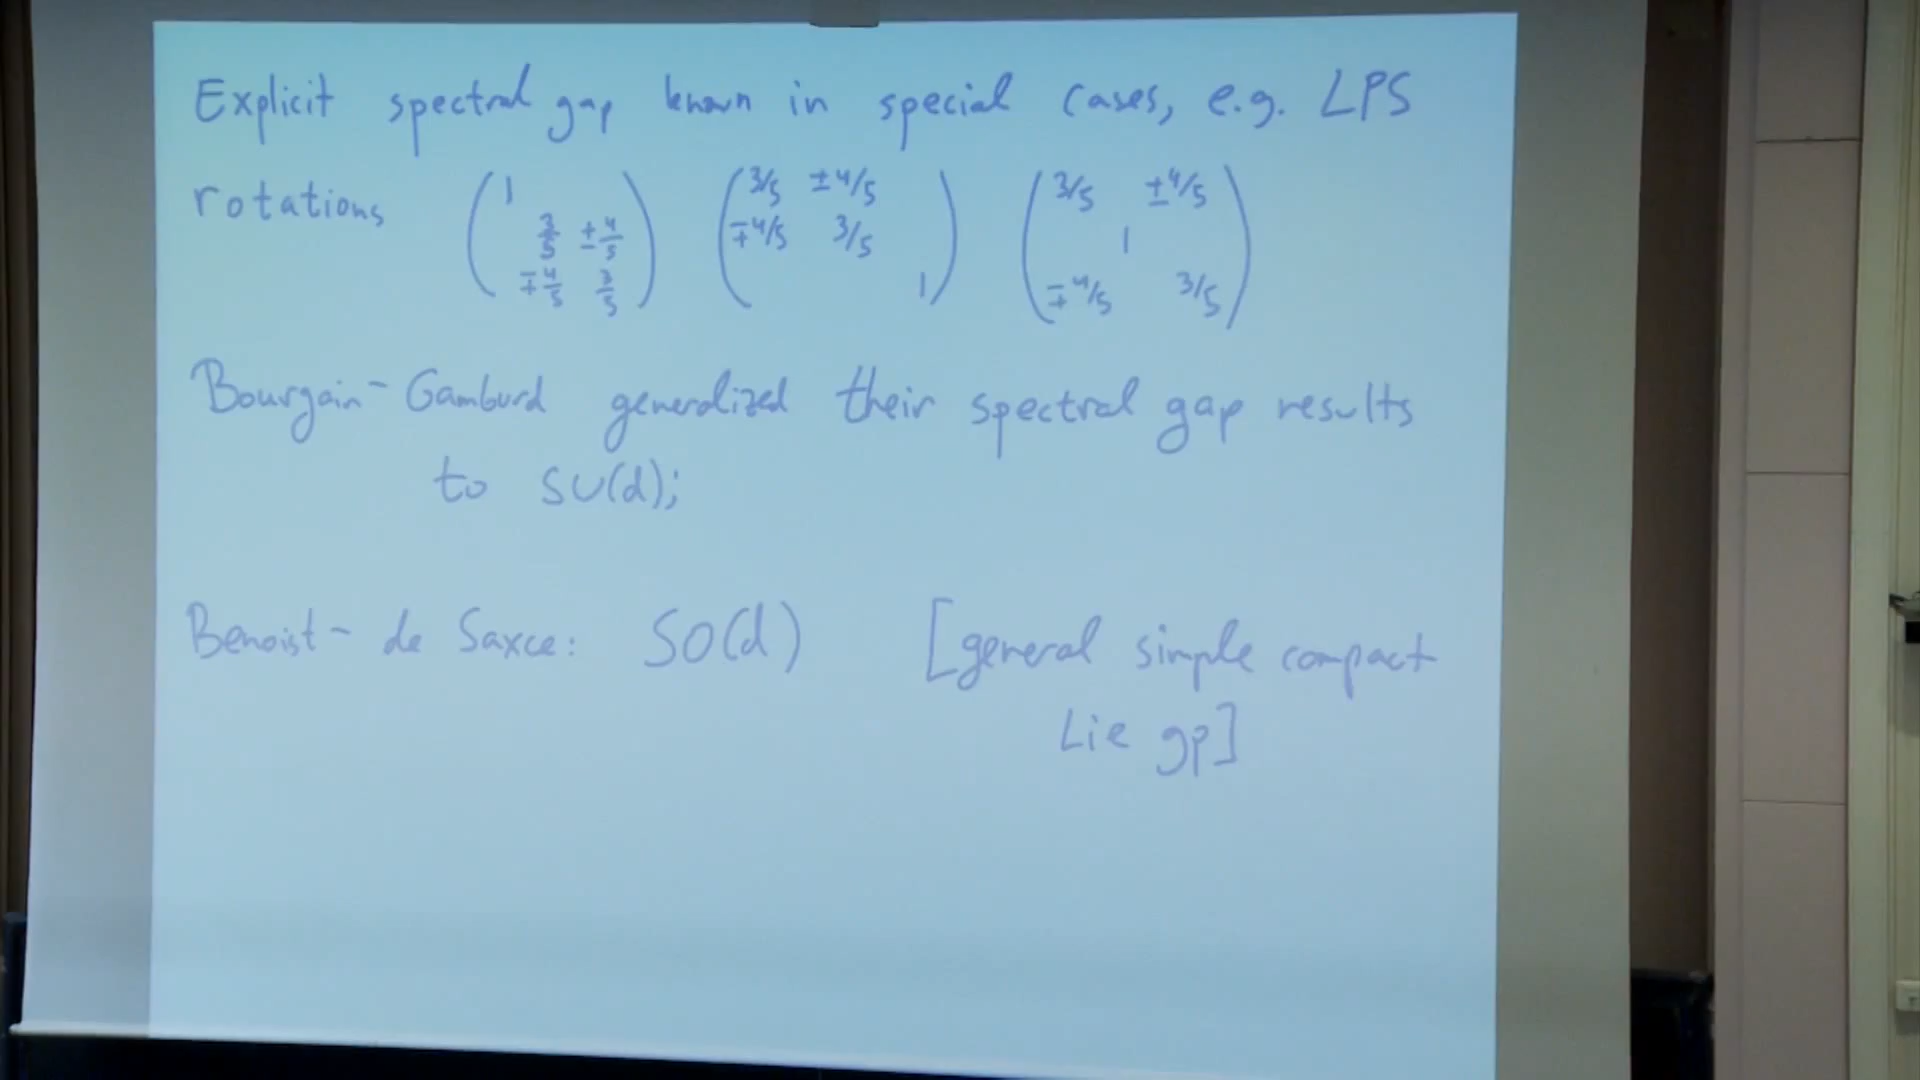 Explicit spectral gap known in special cases, e.g. LPS
rotations (1 3/5 ±4/5 ∓4/5 3/5) (3/5 ±4/5 ∓4/5 3/5 1) (3/5 ±4/5 1 ∓4/5 3/5)
Bourgain-Gamburd generalized their spectral gap results
to SU(d);
Benoist- de Saxce: SO(d) [general simple compact
Lie gp]